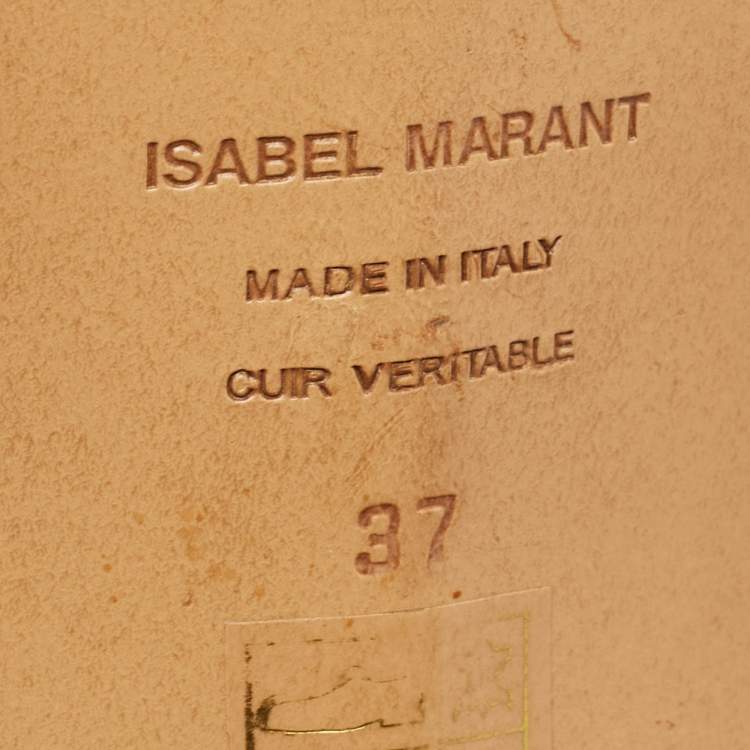 ISABEL MARANT
MADE IN ITALY
CUIR VERITABLE
37